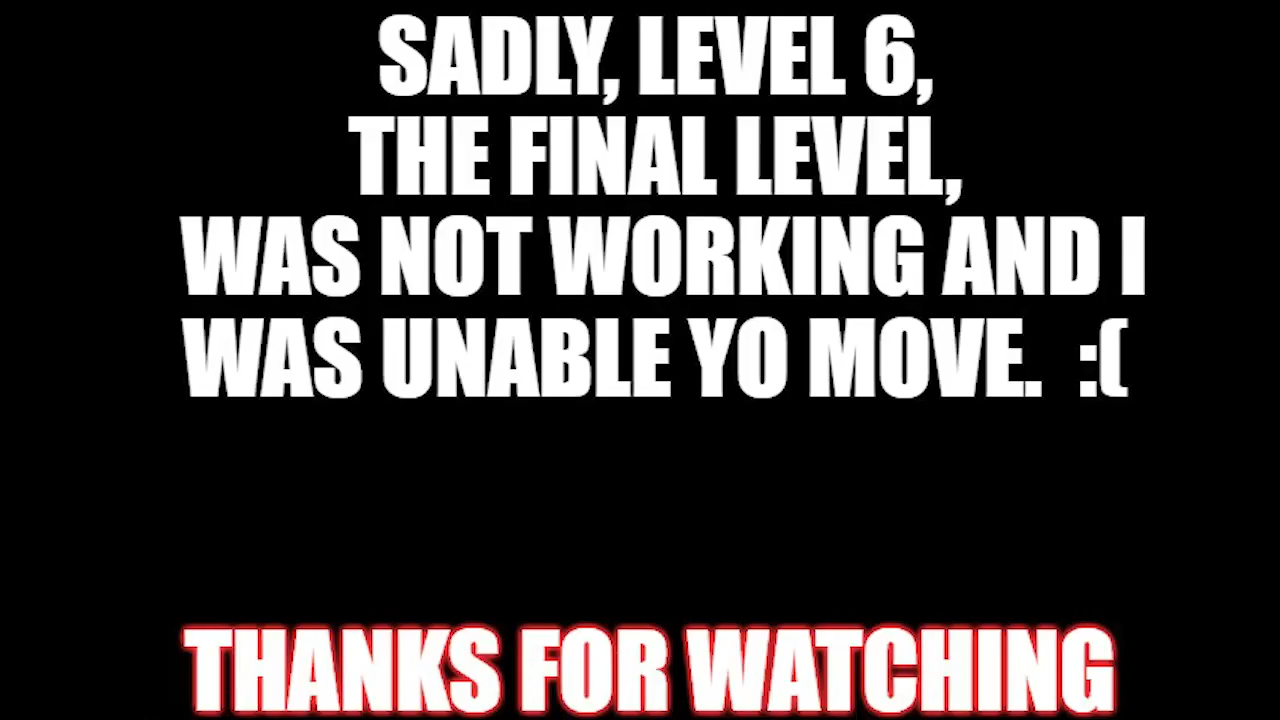 SADLY, LEVEL 6,
THE FINAL LEVEL,
WAS NOT WORKING AND I
WAS UNABLE YO MOVE.  :(
THANKS FOR WATCHING